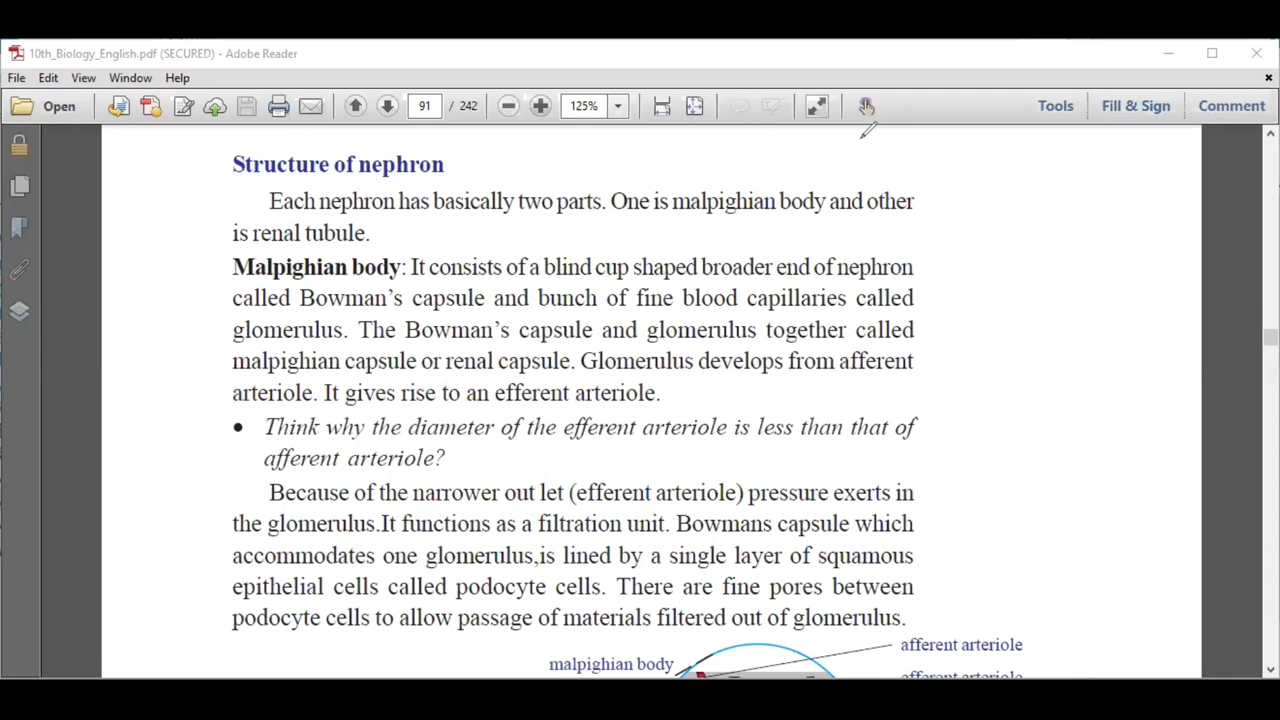 10th_Biology_English.pdf (SECURED) - Adobe Reader
File Edit View Window Help
Open 91 / 242 125% Tools Fill & Sign Comment
Structure of nephron
Each nephron has basically two parts. One is malpighian body and other
is renal tubule.
Malpighian body: It consists of a blind cup shaped broader end of nephron
called Bowman's capsule and bunch of fine blood capillaries called
glomerulus. The Bowman's capsule and glomerulus together called
malpighian capsule or renal capsule. Glomerulus develops from afferent
arteriole. It gives rise to an efferent arteriole.
• Think why the diameter of the efferent arteriole is less than that of
afferent arteriole?
Because of the narrower out let (efferent arteriole) pressure exerts in
the glomerulus.It functions as a filtration unit. Bowmans capsule which
accommodates one glomerulus,is lined by a single layer of squamous
epithelial cells called podocyte cells. There are fine pores between
podocyte cells to allow passage of materials filtered out of glomerulus.
afferent arteriole
malpighian body
efferent arteriole